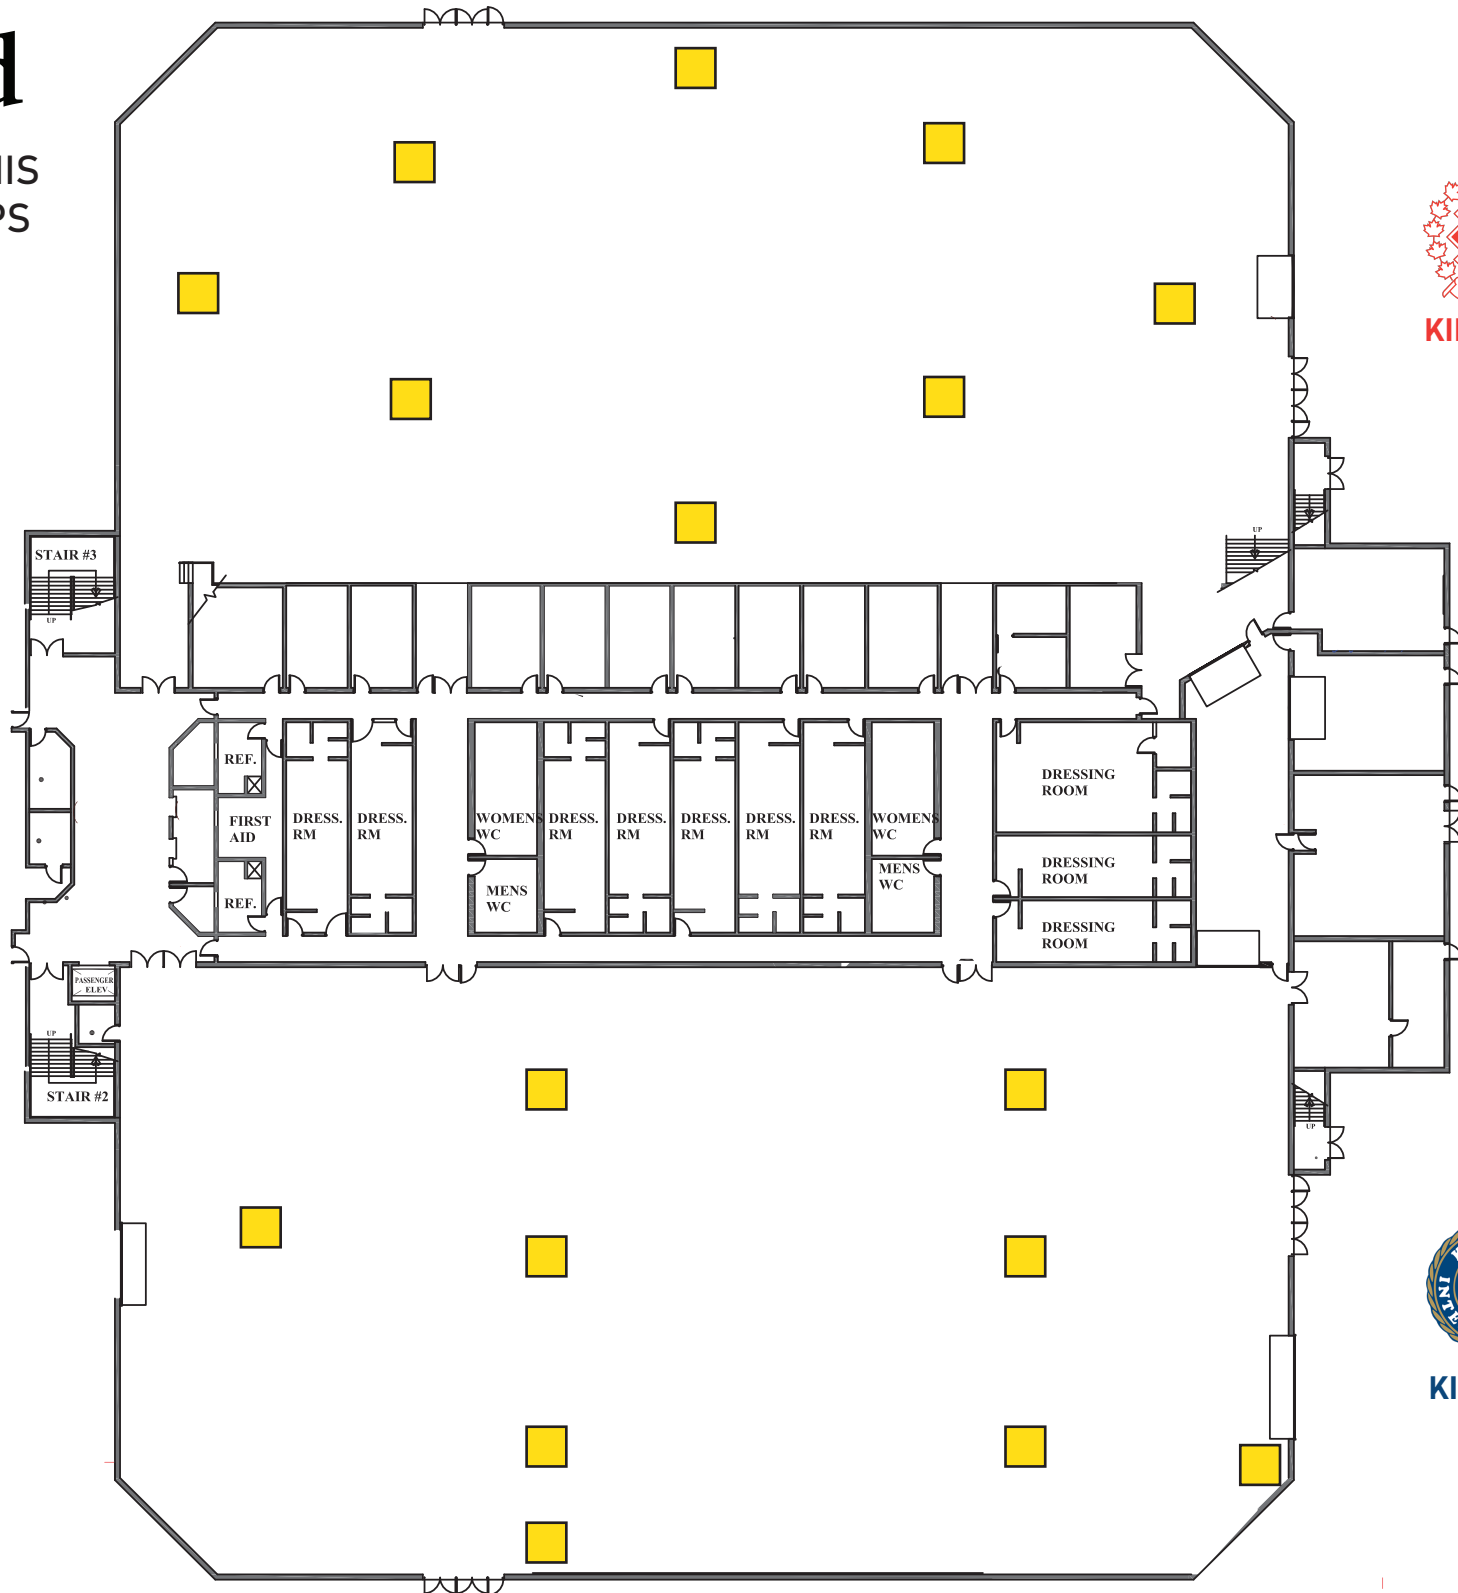 d
HIS
PS
KI
STAIR #3
UP
UP
REF.
FIRST
AID
REF.
DRESS.
RM
DRESS.
RM
WOMENS
WC
MENS
WC
DRESS.
RM
DRESS.
RM
DRESS.
RM
DRESS.
RM
DRESS.
RM
WOMENS
WC
MENS
WC
DRESSING
ROOM
DRESSING
ROOM
DRESSING
ROOM
PASSENGER
ELEV.
UP
STAIR #2
UP
INTE
KI